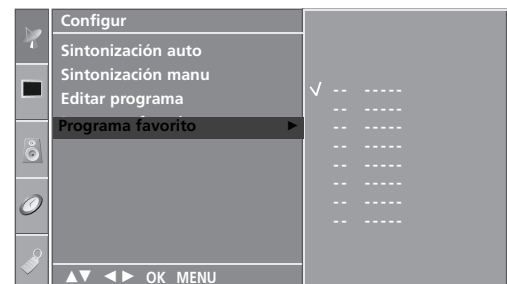 Configur
Sintonización auto
Sintonización manu
Editar programa
Programa favorito ►
√ -- -----
-- -----
-- -----
-- -----
-- -----
-- -----
-- -----
-- -----
▲▼ ◄► OK MENU